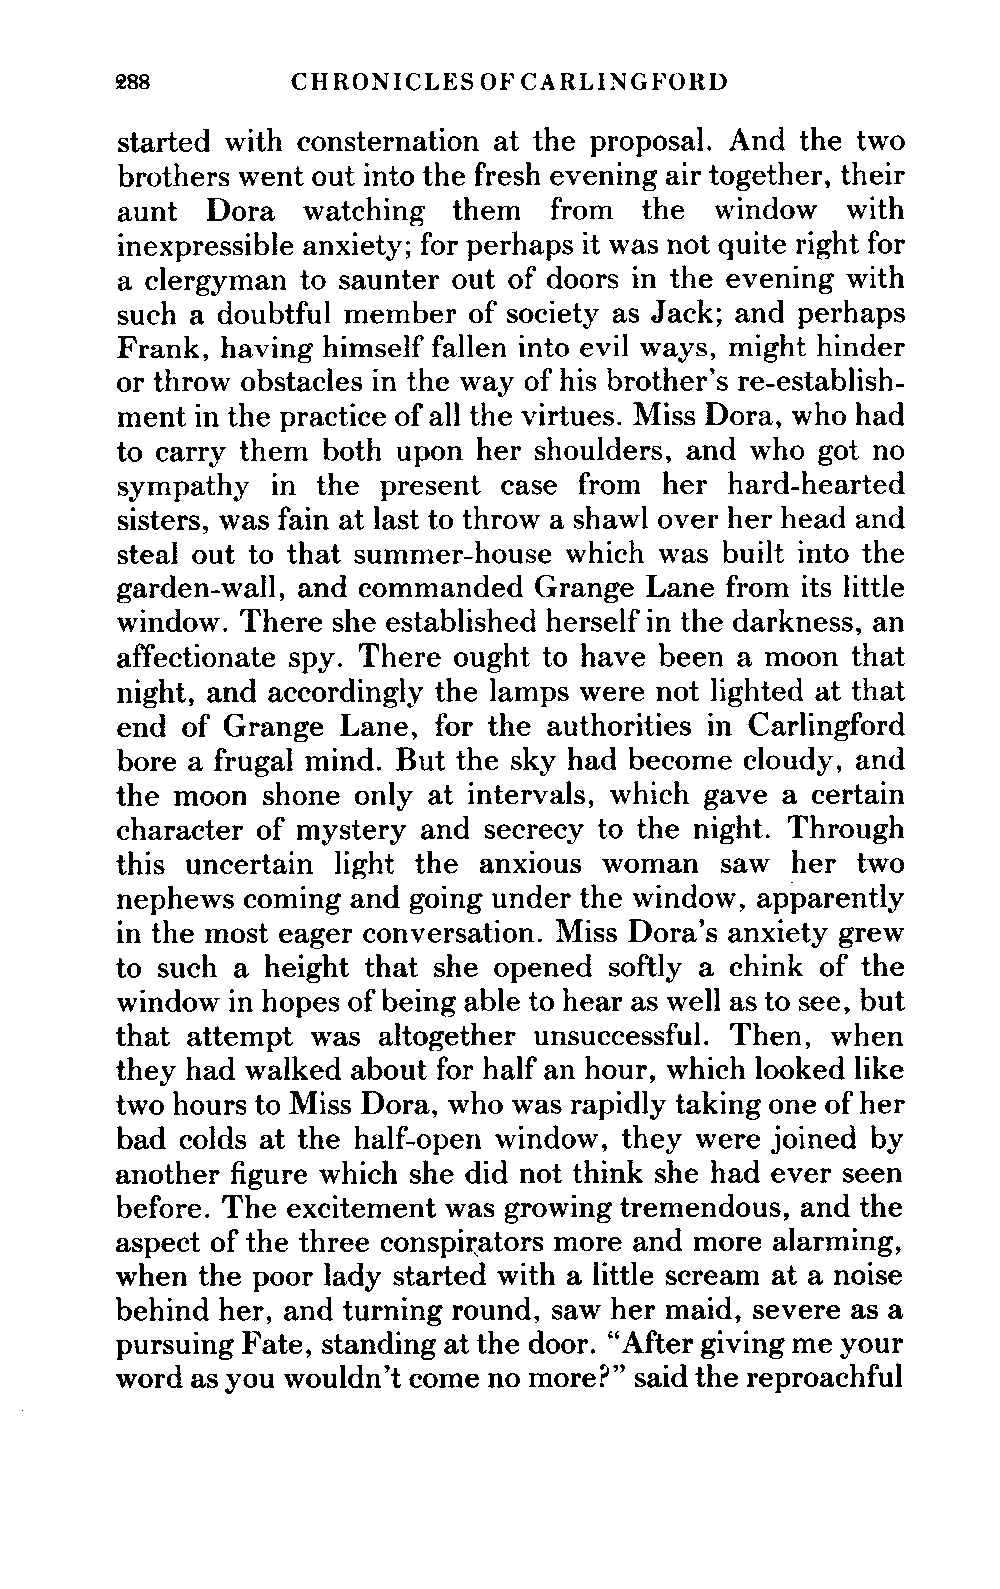 288 CHRONICLES OF CARLINGFORD
started with consternation at the proposal. And the two
brothers went out into the fresh evening air together, their
aunt Dora watching them from the window with
inexpressible anxiety; for perhaps it was not quite right for
a clergyman to saunter out of doors in the evening with
such a doubtful member of society as Jack; and perhaps
Frank, having himself fallen into evil ways, might hinder
or throw obstacles in the way of his brother's re-establish-
ment in the practice of all the virtues. Miss Dora, who had
to carry them both upon her shoulders, and who got no
sympathy in the present case from her hard-hearted
sisters, was fain at last to throw a shawl over her head and
steal out to that summer-house which was built into the
garden-wall, and commanded Grange Lane from its little
window. There she established herself in the darkness, an
affectionate spy. There ought to have been a moon that
night, and accordingly the lamps were not lighted at that
end of Grange Lane, for the authorities in Carlingford
bore a frugal mind. But the sky had become cloudy, and
the moon shone only at intervals, which gave a certain
character of mystery and secrecy to the night. Through
this uncertain light the anxious woman saw her two
nephews coming and going under the window, apparently
in the most eager conversation. Miss Dora's anxiety grew
to such a height that she opened softly a chink of the
window in hopes of being able to hear as well as to see, but
that attempt was altogether unsuccessful. Then, when
they had walked about for half an hour, which looked like
two hours to Miss Dora, who was rapidly taking one of her
bad colds at the half-open window, they were joined by
another figure which she did not think she had ever seen
before. The excitement was growing tremendous, and the
aspect of the three conspirators more and more alarming,
when the poor lady started with a little scream at a noise
behind her, and turning round, saw her maid, severe as a
pursuing Fate, standing at the door. “After giving me your
word as you wouldn't come no more?” said the reproachful